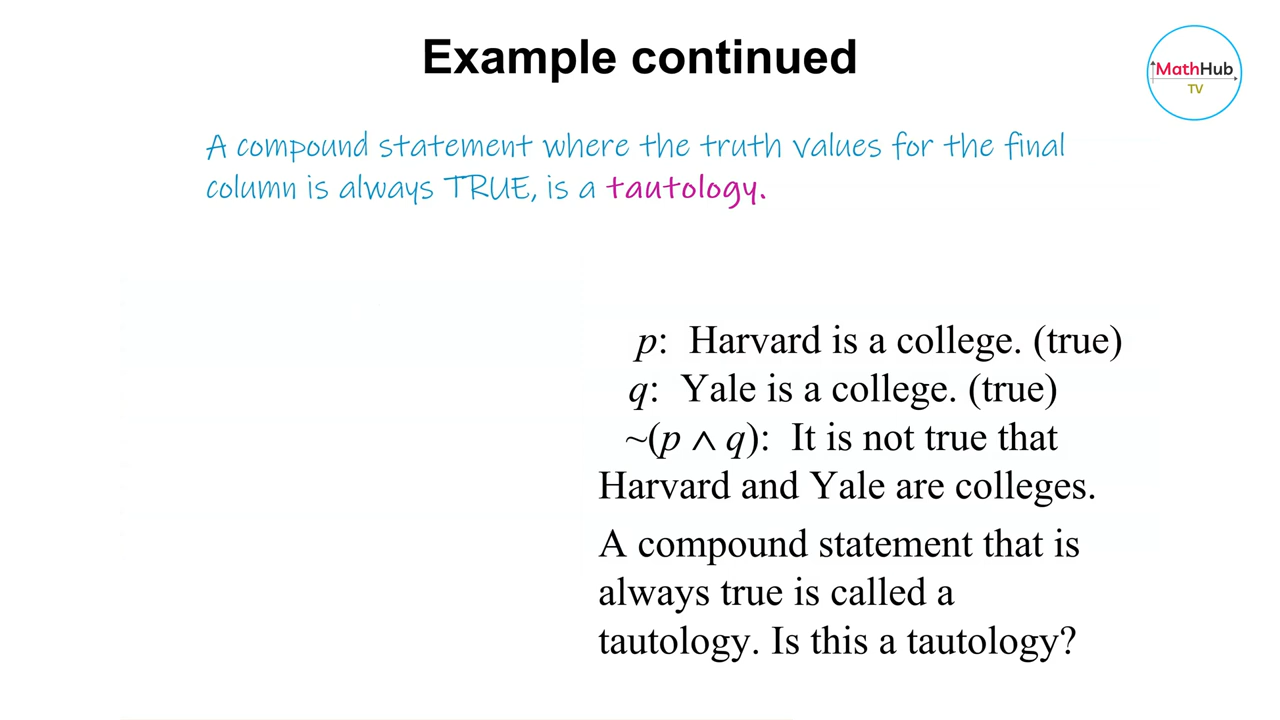 Example continued
MathHub
TV
A compound statement where the truth values for the final
column is always TRUE, is a tautology.
p: Harvard is a college. (true)
q: Yale is a college. (true)
~(p ∧ q): It is not true that
Harvard and Yale are colleges.
A compound statement that is
always true is called a
tautology. Is this a tautology?